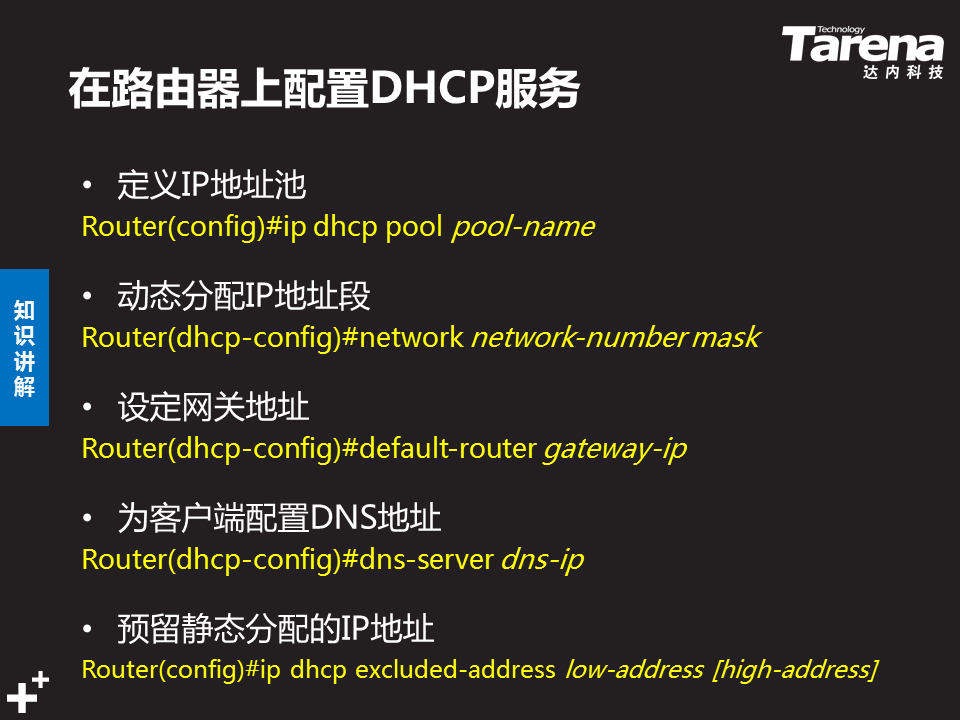 Technology
Tarena
达内科技
在路由器上配置DHCP服务
• 定义IP地址池
Router(config)#ip dhcp pool pool-name
• 动态分配IP地址段
Router(dhcp-config)#network network-number mask
• 设定网关地址
Router(dhcp-config)#default-router gateway-ip
• 为客户端配置DNS地址
Router(dhcp-config)#dns-server dns-ip
• 预留静态分配的IP地址
Router(config)#ip dhcp excluded-address low-address [high-address]
知识讲解